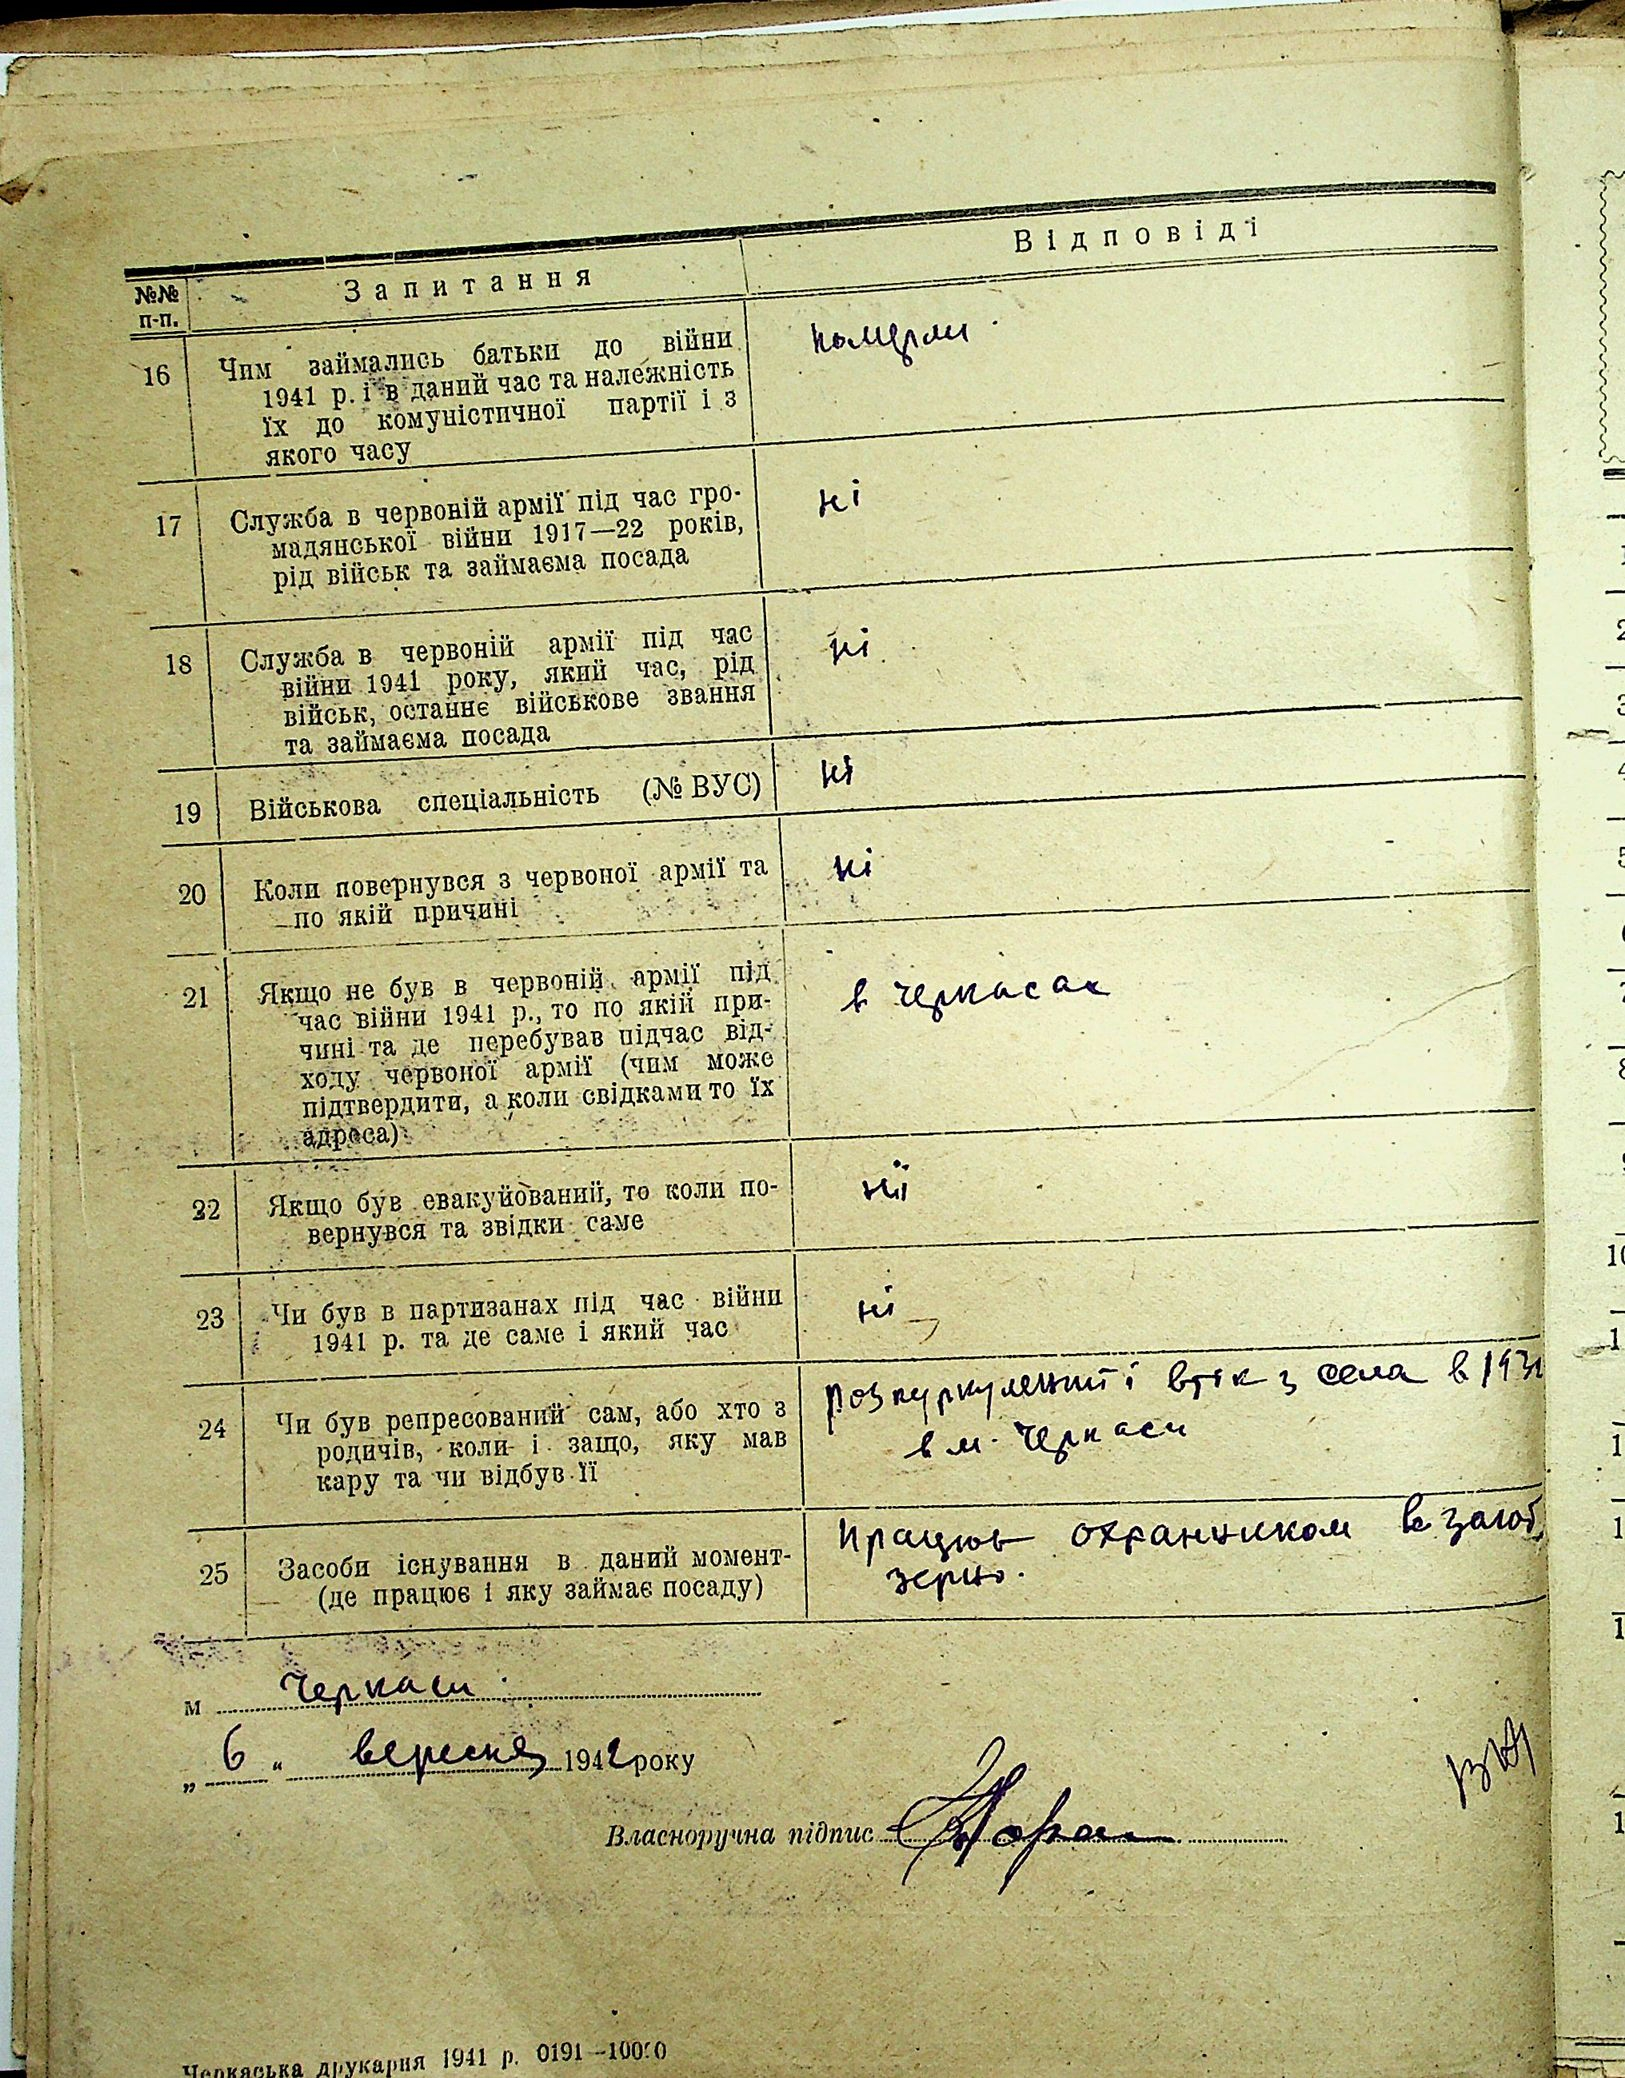 №№ п-п.
Запитання
Відповіді
16
Чим займались батьки до війни
1941 р. і в даний час та належність
їх до комуністичної партії і з
якого часу
померли
17
Служба в червоній армії під час гро-
мадянської війни 1917—22 років,
рід військ та займаєма посада
ні
18
Служба в червоній армії під час
війни 1941 року, який час, рід
військ, останнє військове звання
та займаєма посада
ні
19
Військова спеціальність (№ ВУС)
ні
20
Коли повернувся з червоної армії та
по якій причині
ні
21
Якщо не був в червоній армії під
час війни 1941 р., то по якій при-
чині та де перебував підчас від-
ходу червоної армії (чим може
підтвердити, а коли свідками то їх
адреса)
в Черкасах
22
Якщо був евакуйований, то коли по-
вернувся та звідки саме
ні
23
Чи був в партизанах під час війни
1941 р. та де саме і який час
ні
24
Чи був репресований сам, або хто з
родичів, коли і защо, яку мав
кару та чи відбув її
Розкуркулений і втік з села в 1931
в м. Черкаси
25
Засоби існування в даний момент-
(де працює і яку займає посаду)
Працює охранником в загот.
зерно.
м Черкаси
„ 6 “ вересня 1942 року
Власноручна підпис
Черкаська друкарня 1941 р. 0191–10000